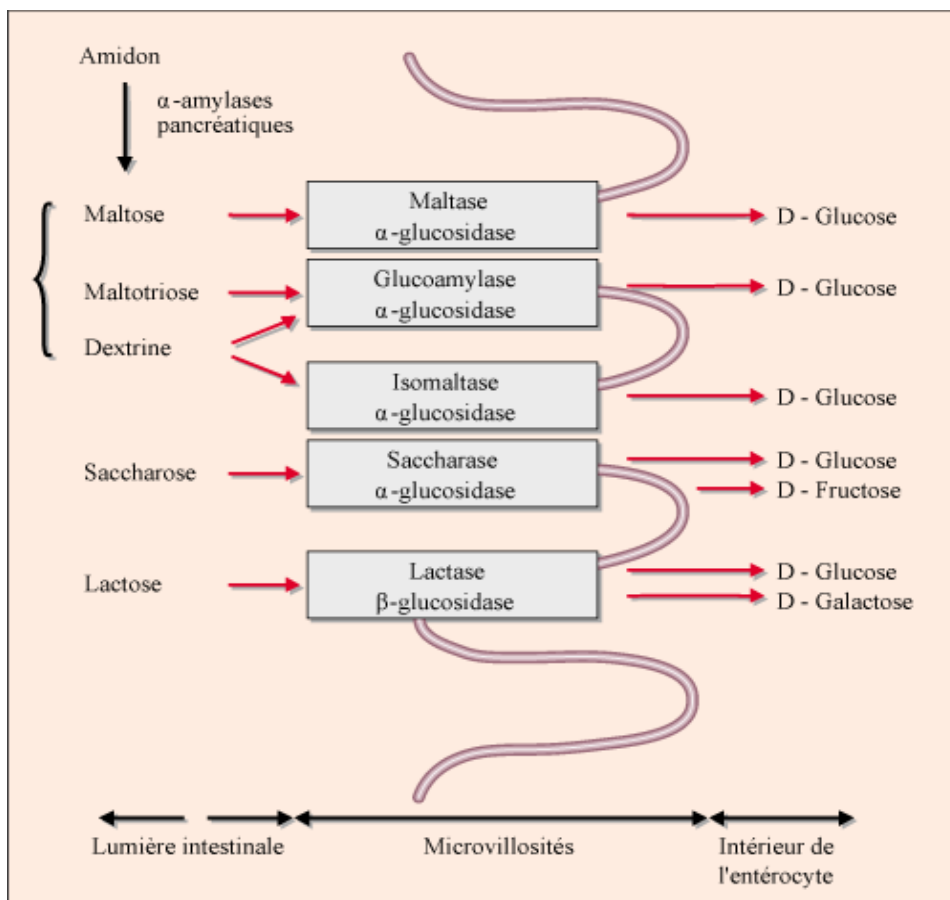 Amidon
α-amylases
pancréatiques
Maltose
Maltase
α-glucosidase
D - Glucose
Maltotriose
Glucoamylase
α-glucosidase
D - Glucose
Dextrine
Isomaltase
α-glucosidase
D - Glucose
Saccharose
Saccharase
α-glucosidase
D - Glucose
D - Fructose
Lactose
Lactase
β-glucosidase
D - Glucose
D - Galactose
Lumière intestinale
Microvillosités
Intérieur de
l'entérocyte